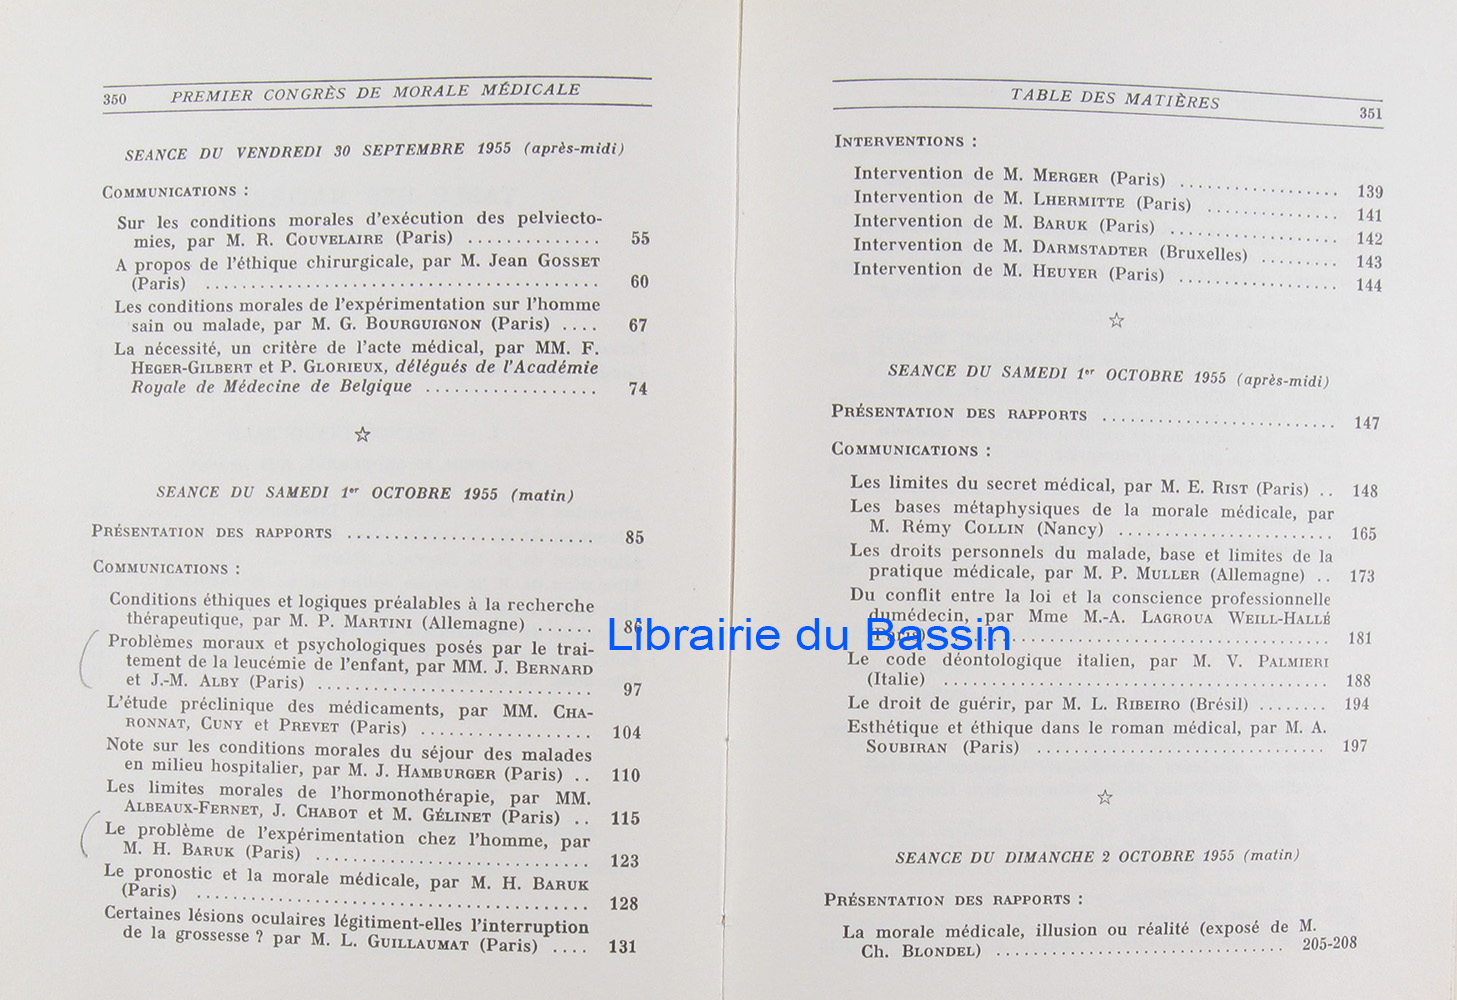 350 PREMIER CONGRÈS DE MORALE MÉDICALE
SEANCE DU VENDREDI 30 SEPTEMBRE 1955 (après-midi)
COMMUNICATIONS :
Sur les conditions morales d'exécution des pelviecto-
mies, par M. R. COUVELAIRE (Paris) .............. 55
A propos de l'éthique chirurgicale, par M. Jean GOSSET
(Paris) .......................................... 60
Les conditions morales de l'expérimentation sur l'homme
sain ou malade, par M. G. BOURGUIGNON (Paris) .... 67
La nécessité, un critère de l'acte médical, par MM. F.
HEGER-GILBERT et P. GLORIEUX, délégués de l'Académie
Royale de Médecine de Belgique .................. 74
☆
SEANCE DU SAMEDI 1er OCTOBRE 1955 (matin)
PRÉSENTATION DES RAPPORTS .......................... 85
COMMUNICATIONS :
Conditions éthiques et logiques préalables à la recherche
thérapeutique, par M. P. MARTINI (Allemagne) ...... 86
Problèmes moraux et psychologiques posés par le trai-
tement de la leucémie de l'enfant, par MM. J. BERNARD
et J.-M. ALBY (Paris) .............................. 97
L'étude préclinique des médicaments, par MM. CHA-
RONNAT, CUNY et PREVET (Paris) ................... 104
Note sur les conditions morales du séjour des malades
en milieu hospitalier, par M. J. HAMBURGER (Paris) .. 110
Les limites morales de l'hormonothérapie, par MM.
ALBEAUX-FERNET, J. CHABOT et M. GÉLINET (Paris) .. 115
Le problème de l'expérimentation chez l'homme, par
M. H. BARUK (Paris) .............................. 123
Le pronostic et la morale médicale, par M. H. BARUK
(Paris) .......................................... 128
Certaines lésions oculaires légitiment-elles l'interruption
de la grossesse ? par M. L. GUILLAUMAT (Paris) .... 131
TABLE DES MATIÈRES 351
INTERVENTIONS :
Intervention de M. MERGER (Paris) .................. 139
Intervention de M. LHERMITTE (Paris) .............. 141
Intervention de M. BARUK (Paris) .................. 142
Intervention de M. DARMSTADTER (Bruxelles) ......... 143
Intervention de M. HEUYER (Paris) .................. 144
☆
SEANCE DU SAMEDI 1er OCTOBRE 1955 (après-midi)
PRÉSENTATION DES RAPPORTS ......................... 147
COMMUNICATIONS :
Les limites du secret médical, par M. E. RIST (Paris) .. 148
Les bases métaphysiques de la morale médicale, par
M. Rémy COLLIN (Nancy) ........................ 165
Les droits personnels du malade, base et limites de la
pratique médicale, par M. P. MULLER (Allemagne) .. 173
Du conflit entre la loi et la conscience professionnelle
dumédecin, par Mme M.-A. LAGROUA WEILL-HALLÉ
(Paris) .......................................... 181
Le code déontologique italien, par M. V. PALMIERI
(Italie) .......................................... 188
Le droit de guérir, par M. L. RIBEIRO (Brésil) ........ 194
Esthétique et éthique dans le roman médical, par M. A.
SOUBIRAN (Paris) ................................ 197
☆
SEANCE DU DIMANCHE 2 OCTOBRE 1955 (matin)
PRÉSENTATION DES RAPPORTS :
La morale médicale, illusion ou réalité (exposé de M.
Ch. BLONDEL) ................................ 205-208
Librairie du Bassin